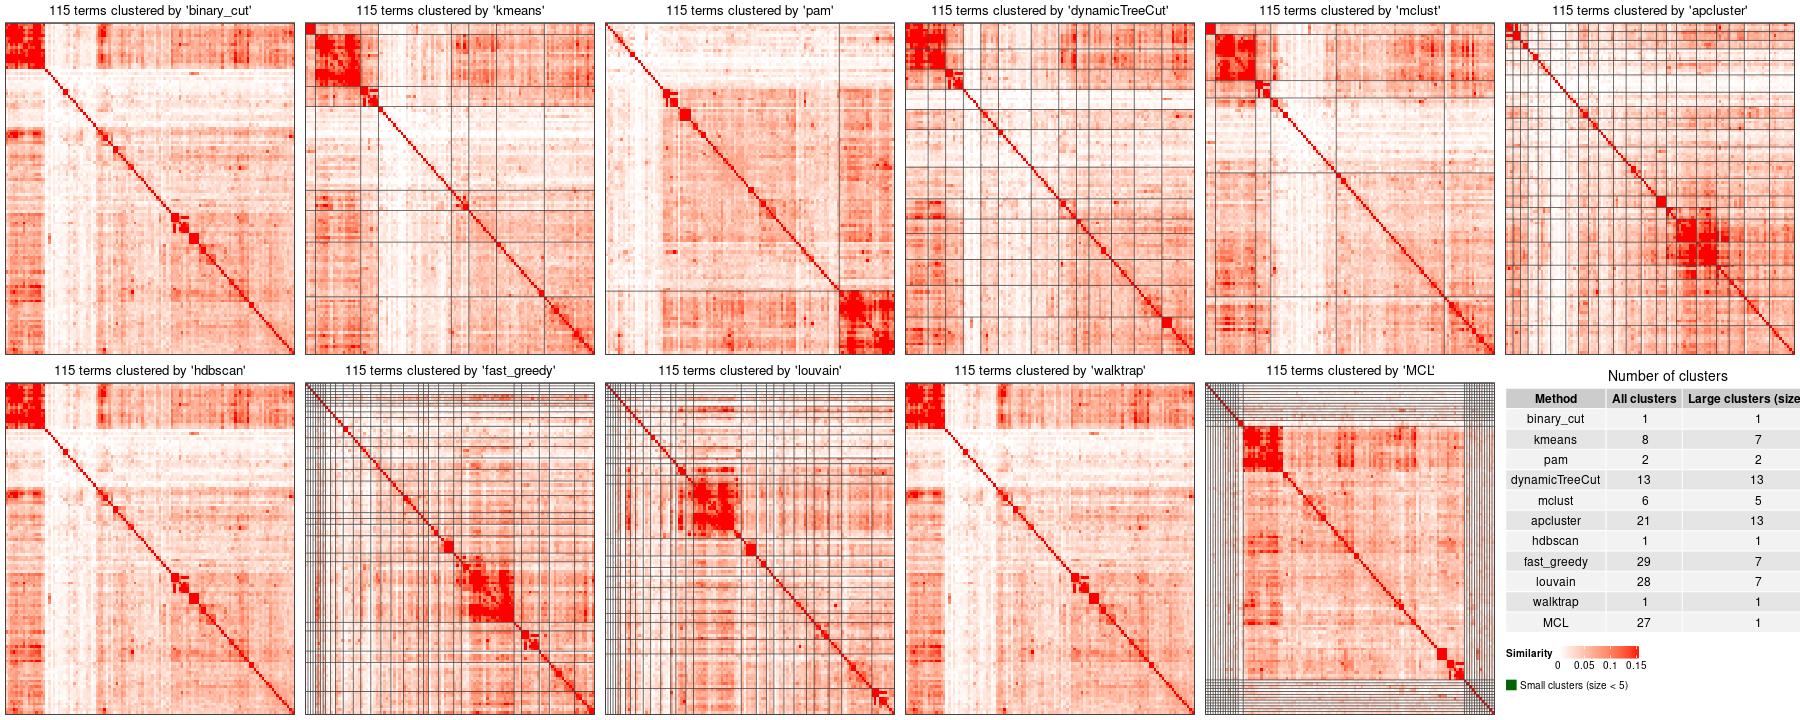 115 terms clustered by 'binary_cut'
115 terms clustered by 'kmeans'
115 terms clustered by 'pam'
115 terms clustered by 'dynamicTreeCut'
115 terms clustered by 'mclust'
115 terms clustered by 'apcluster'
115 terms clustered by 'hdbscan'
115 terms clustered by 'fast_greedy'
115 terms clustered by 'louvain'
115 terms clustered by 'walktrap'
115 terms clustered by 'MCL'
Number of clusters
Method All clusters Large clusters (size
binary_cut 1 1
kmeans 8 7
pam 2 2
dynamicTreeCut 13 13
mclust 6 5
apcluster 21 13
hdbscan 1 1
fast_greedy 29 7
louvain 28 7
walktrap 1 1
MCL 27 1
Similarity
0 0.05 0.1 0.15
Small clusters (size < 5)